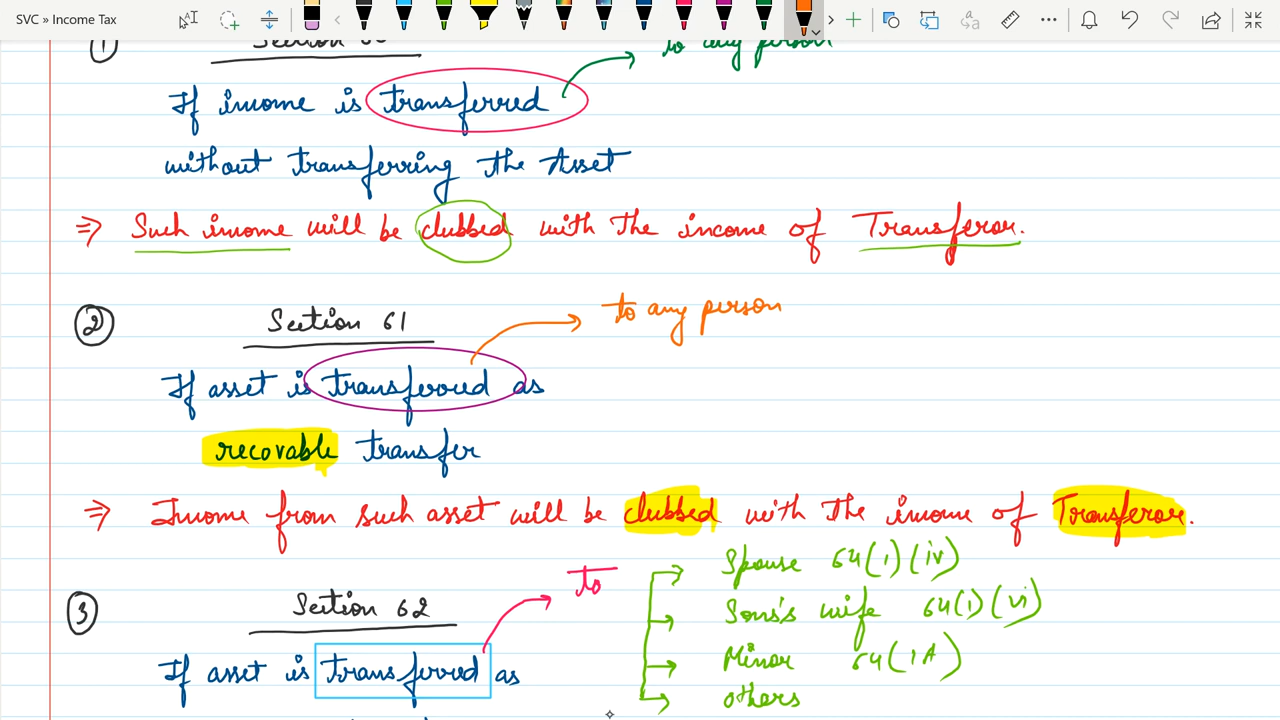 SVC » Income Tax
① Section to any person
If income is transferred
without transferring the Asset
⇒ Such income will be clubbed with the income of Transferor.
② Section 61 to any person
If asset is transferred as
recovable transfer
⇒ Income from such asset will be clubbed with the income of Transferor.
Spouse 64(1)(iv)
③ Section 62 to
Sons's wife 64(1)(vi)
Minor 64(1A)
If asset is transferred as
others